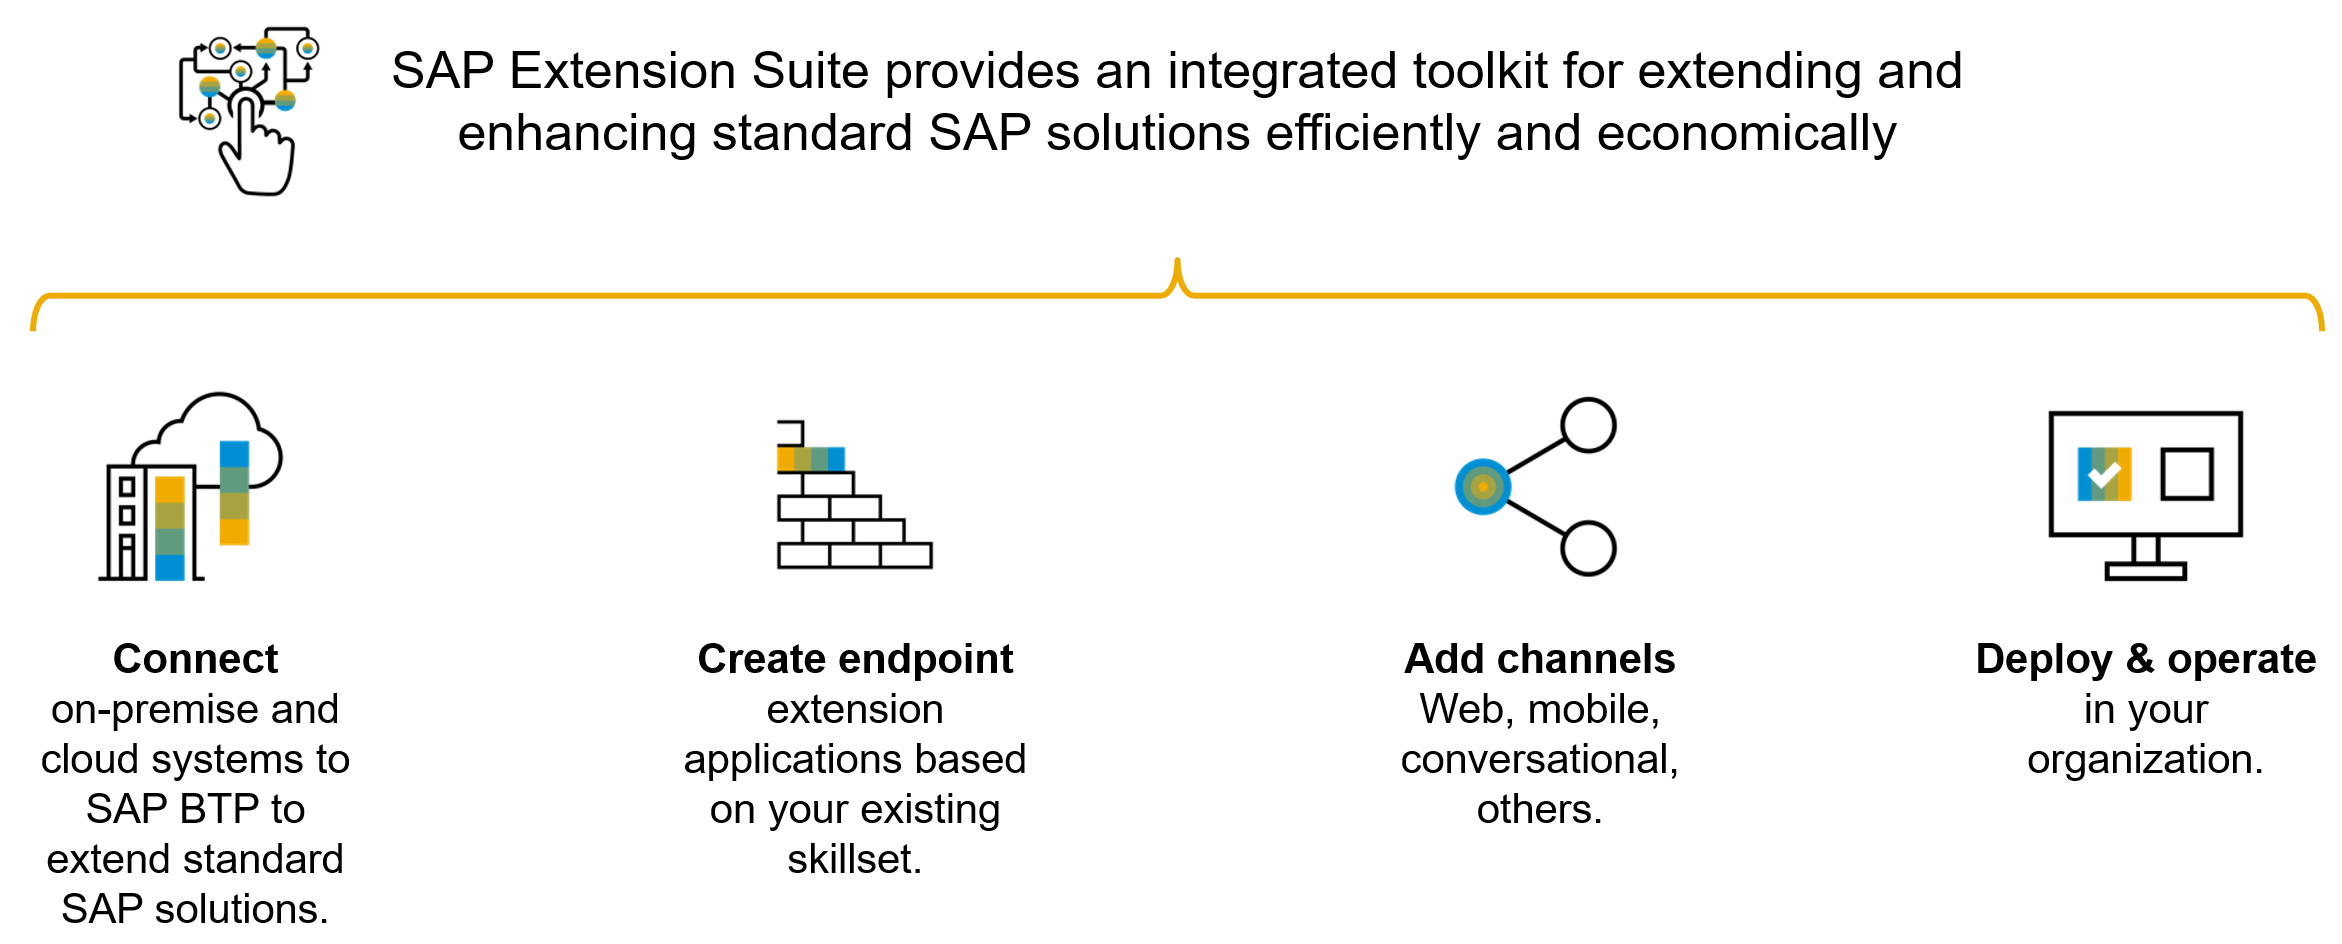 SAP Extension Suite provides an integrated toolkit for extending and
enhancing standard SAP solutions efficiently and economically
Connect
on-premise and
cloud systems to
SAP BTP to
extend standard
SAP solutions.
Create endpoint
extension
applications based
on your existing
skillset.
Add channels
Web, mobile,
conversational,
others.
Deploy & operate
in your
organization.